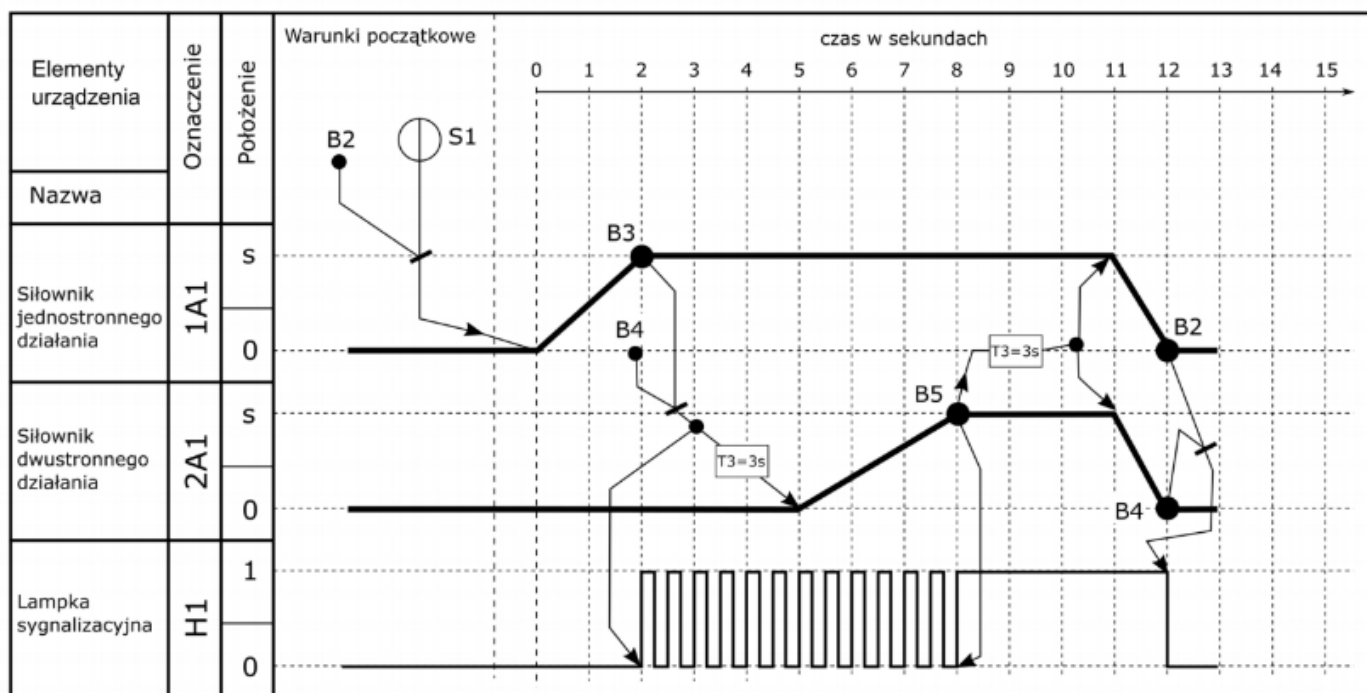 Elementy
urządzenia
Nazwa
Oznaczenie
Położenie
Warunki początkowe
czas w sekundach
0 1 2 3 4 5 6 7 8 9 10 11 12 13 14 15
B2
S1
Siłownik
jednostronnego
działania
1A1
S
0
B3
B4
T3=3s
B2
Siłownik
dwustronnego
działania
2A1
S
0
T3=3s
B5
B4
Lampka
sygnalizacyjna
H1
1
0